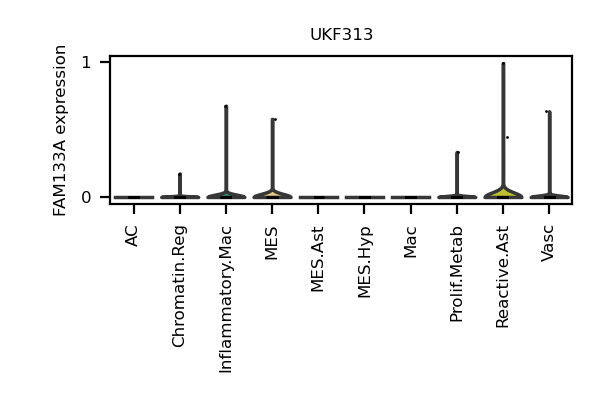 UKF313
FAM133A expression
1
0
AC
Chromatin.Reg
Inflammatory.Mac
MES
MES.Ast
MES.Hyp
Mac
Prolif.Metab
Reactive.Ast
Vasc